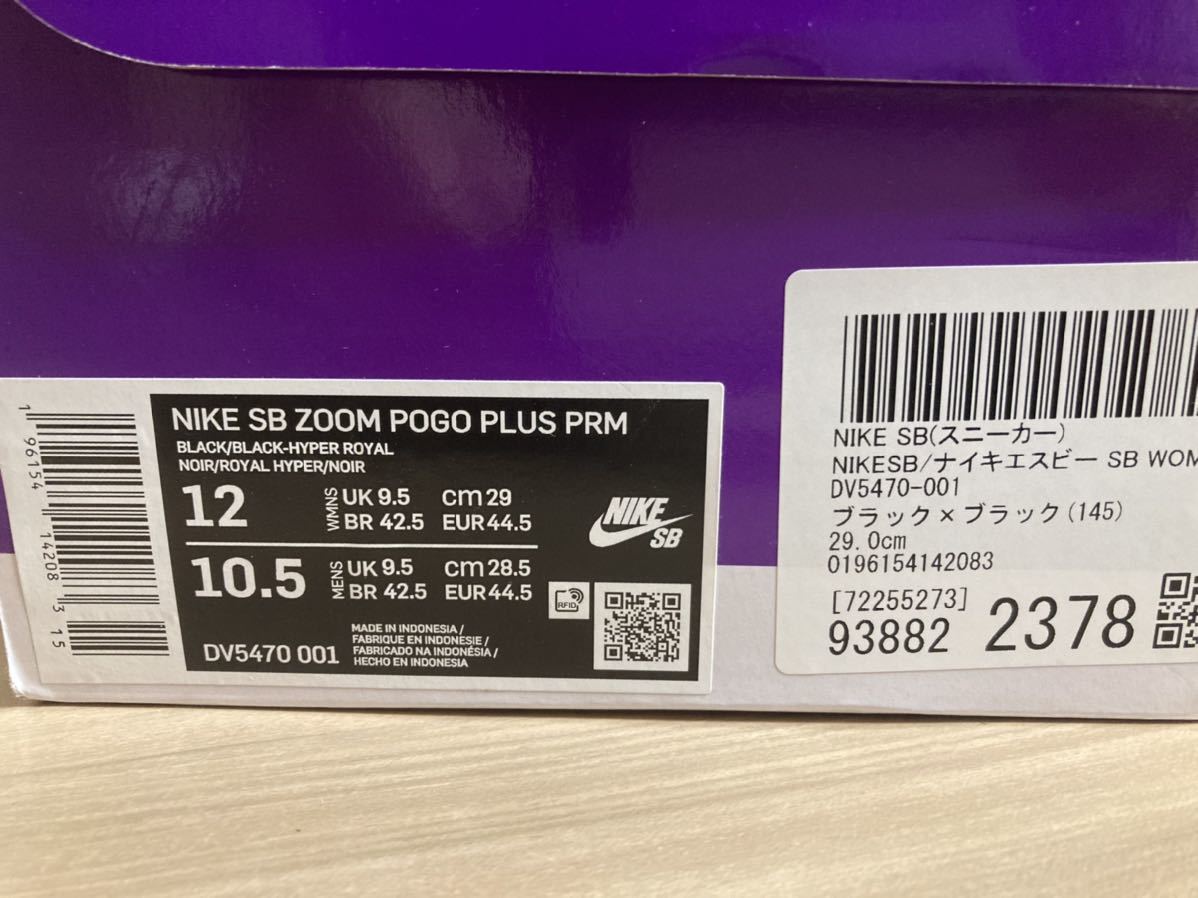 NIKE SB ZOOM POGO PLUS PRM
BLACK/BLACK-HYPER ROYAL
NOIR/ROYAL HYPER/NOIR
12 WMNS UK 9.5 cm 29
BR 42.5 EUR 44.5
10.5 MENS UK 9.5 cm 28.5
BR 42.5 EUR 44.5
DV5470 001
MADE IN INDONESIA /
FABRIQUE EN INDONESIE /
FABRICADO NA INDONÉSIA /
HECHO EN INDONESIA
NIKE
SB
RFID
1 96154 14208 3 15
NIKE SB(スニーカー)
NIKESB/ナイキエスビー SB WOM
DV5470-001
ブラック×ブラック(145)
29.0cm
0196154142083
[72255273]
93882 2378